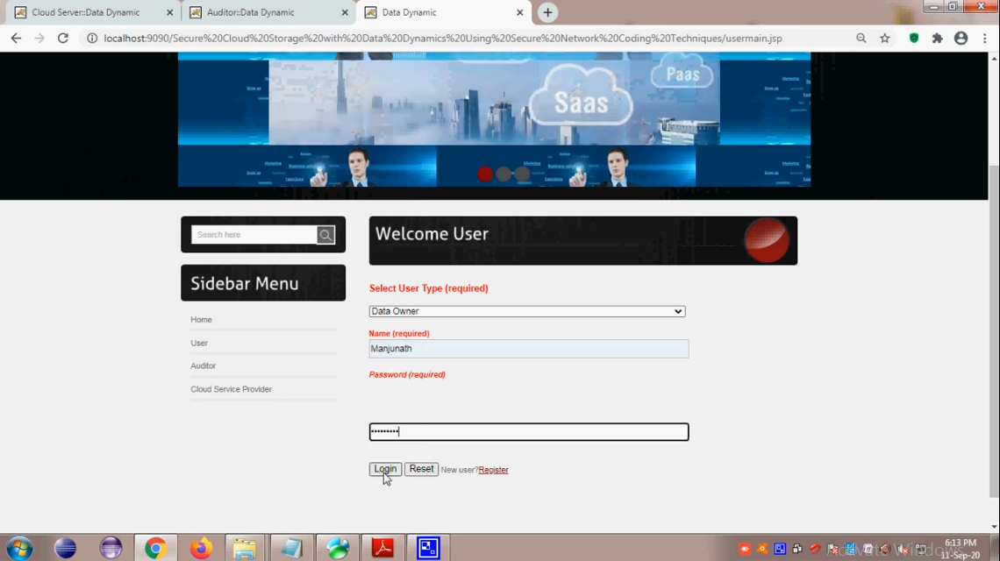 Cloud Server::Data Dynamic
Auditor::Data Dynamic
Data Dynamic
localhost:9090/Secure%20Cloud%20Storage%20with%20Data%20Dynamics%20Using%20Secure%20Network%20Coding%20Techniques/usermain.jsp
Saas
Paas
Search here
Welcome User
Sidebar Menu
Select User Type (required)
Data Owner
Home
Name (required)
Manjunath
User
Auditor
Password (required)
Cloud Service Provider
•••••••••
Login Reset New user?Register
6:13 PM
Activate Windows
11-Sep-20